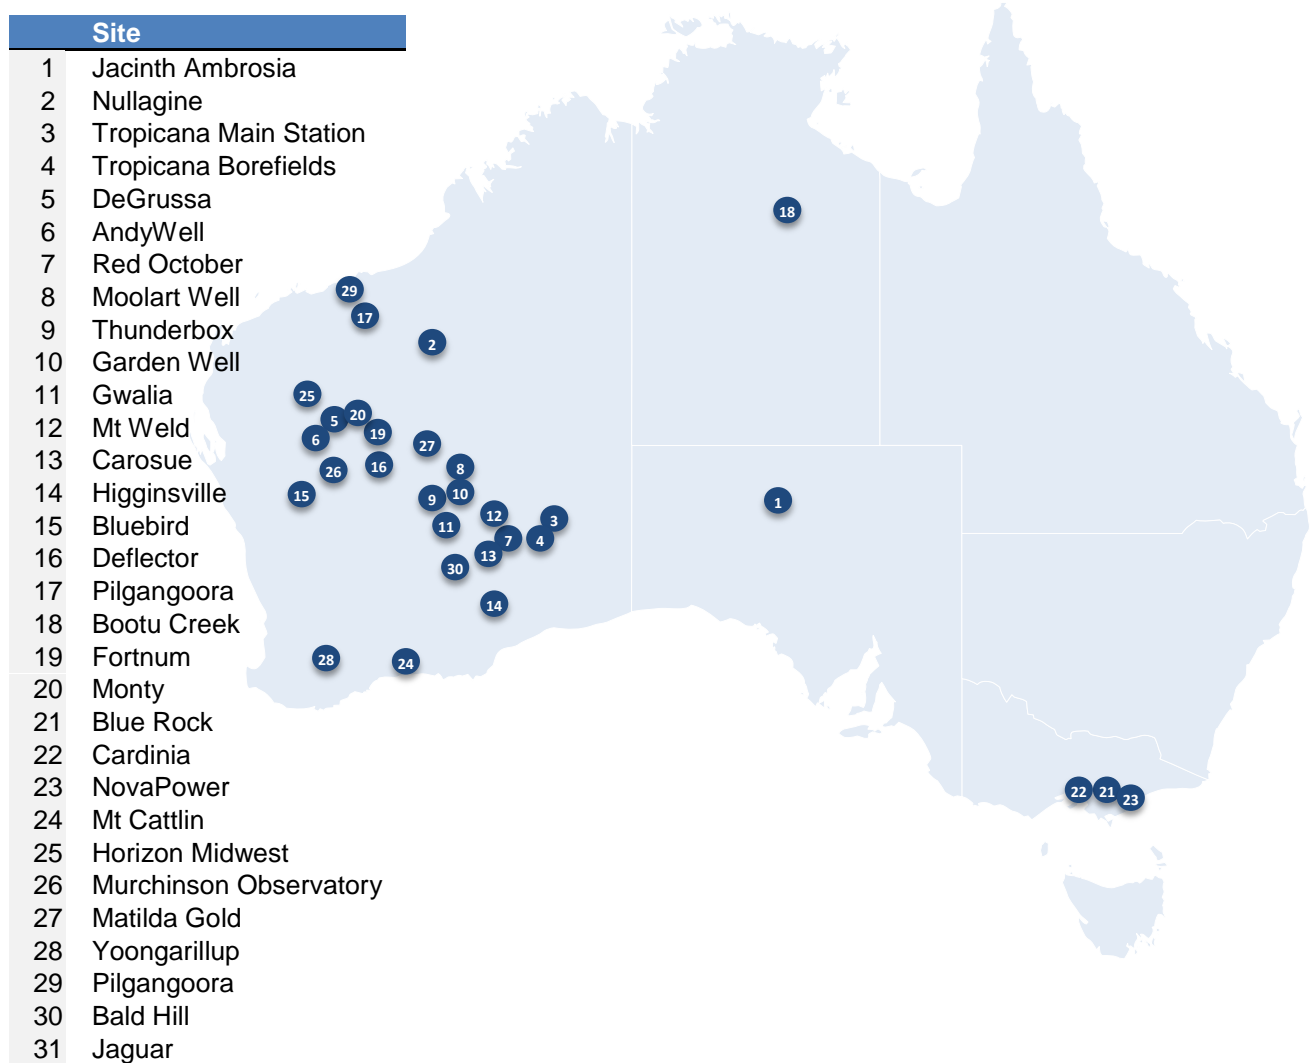 Site
1 Jacinth Ambrosia
2 Nullagine
3 Tropicana Main Station
4 Tropicana Borefields
5 DeGrussa
6 AndyWell
7 Red October
8 Moolart Well
9 Thunderbox
10 Garden Well
11 Gwalia
12 Mt Weld
13 Carosue
14 Higginsville
15 Bluebird
16 Deflector
17 Pilgangoora
18 Bootu Creek
19 Fortnum
20 Monty
21 Blue Rock
22 Cardinia
23 NovaPower
24 Mt Cattlin
25 Horizon Midwest
26 Murchinson Observatory
27 Matilda Gold
28 Yoongarillup
29 Pilgangoora
30 Bald Hill
31 Jaguar
18
29
17
2
25
20
5
19
6
27
16
8
26
10
15
9
1
12
3
11
7
4
13
30
14
28
24
22
21
23